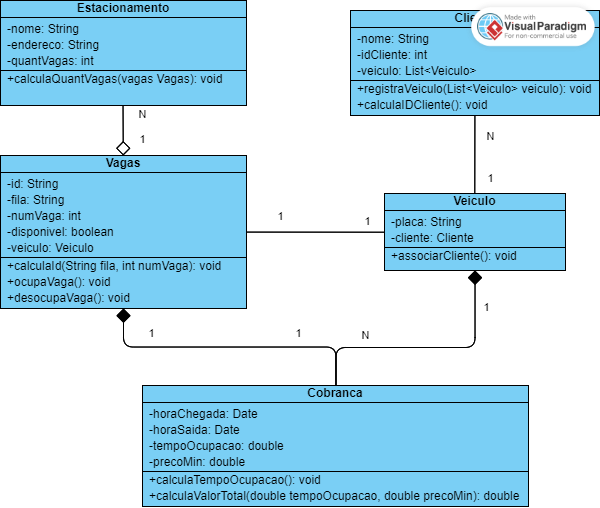 Estacionamento
-nome: String
-endereco: String
-quantVagas: int
+calculaQuantVagas(vagas Vagas): void
Made with
Visual Paradigm
For non-commercial use
-nome: String
-idCliente: int
-veiculo: List<Veiculo>
+registraVeiculo(List<Veiculo> veiculo): void
+calculaIDCliente(): void
N
1
N
1
Vagas
-id: String
-fila: String
-numVaga: int
-disponivel: boolean
-veiculo: Veiculo
+calculaId(String fila, int numVaga): void
+ocupaVaga(): void
+desocupaVaga(): void
1
1
Veiculo
-placa: String
-cliente: Cliente
+associarCliente(): void
1
1
1
N
Cobranca
-horaChegada: Date
-horaSaida: Date
-tempoOcupacao: double
-precoMin: double
+calculaTempoOcupacao(): void
+calculaValorTotal(double tempoOcupacao, double precoMin): double